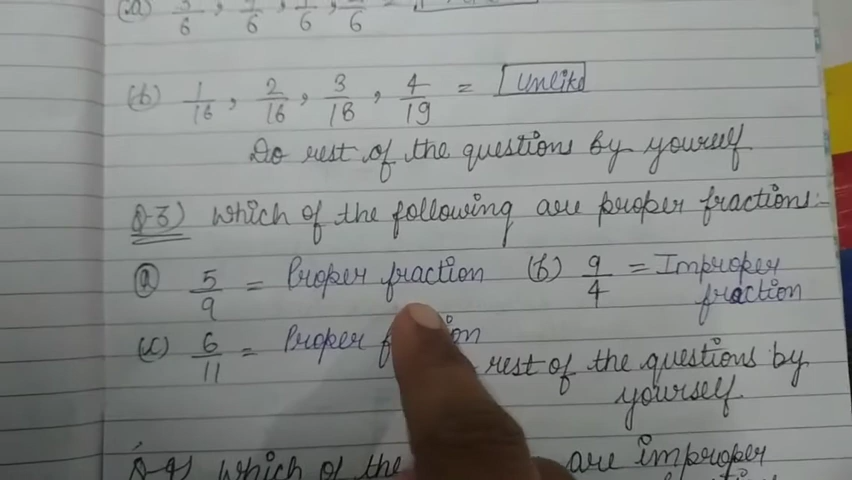 (b) 1/16, 2/16, 3/18, 4/19 = Unlike
Do rest of the questions by yourself
Q-3) which of the following are proper fractions:-
(a) 5/9 = Proper fraction (b) 9/4 = Improper fraction
(c) 6/11 = Proper
rest of the questions by
yourself.
Q-4) which of the are improper